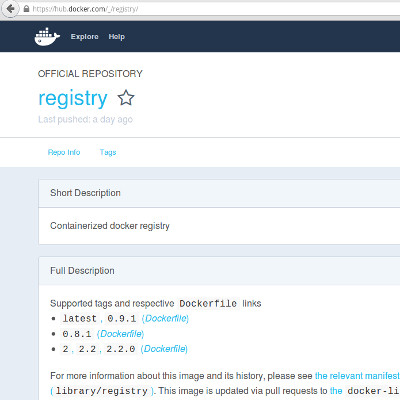 https://hub.docker.com/_/registry/
Explore Help
OFFICIAL REPOSITORY
registry
Last pushed: a day ago
Repo Info Tags
Short Description
Containerized docker registry
Full Description
Supported tags and respective Dockerfile links
• latest, 0.9.1 (Dockerfile)
• 0.8.1 (Dockerfile)
• 2, 2.2, 2.2.0 (Dockerfile)
For more information about this image and its history, please see the relevant manifest
(library/registry). This image is updated via pull requests to the docker-li